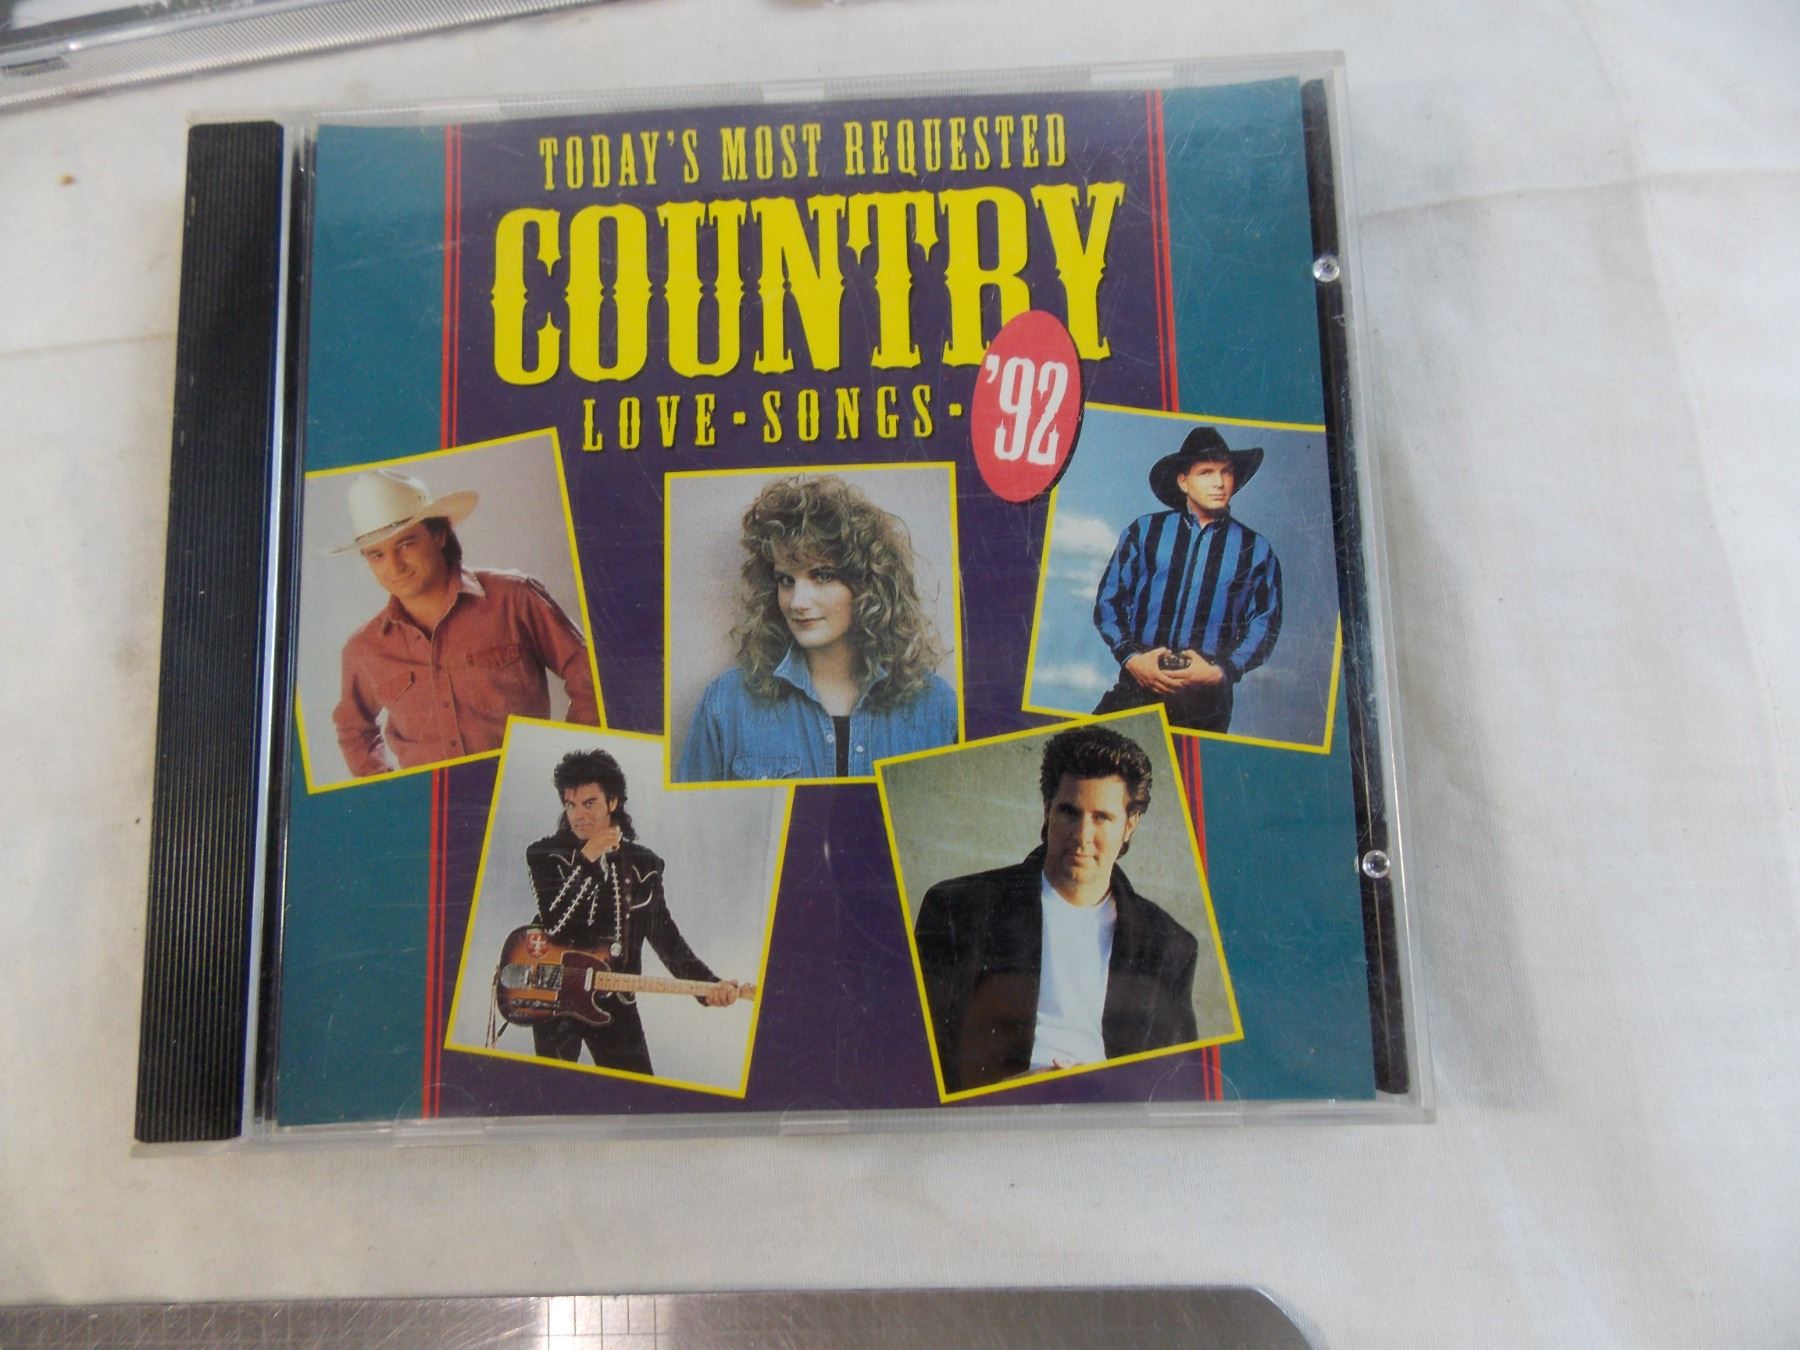 TODAY'S MOST REQUESTED
COUNTRY
LOVE · SONGS · '92